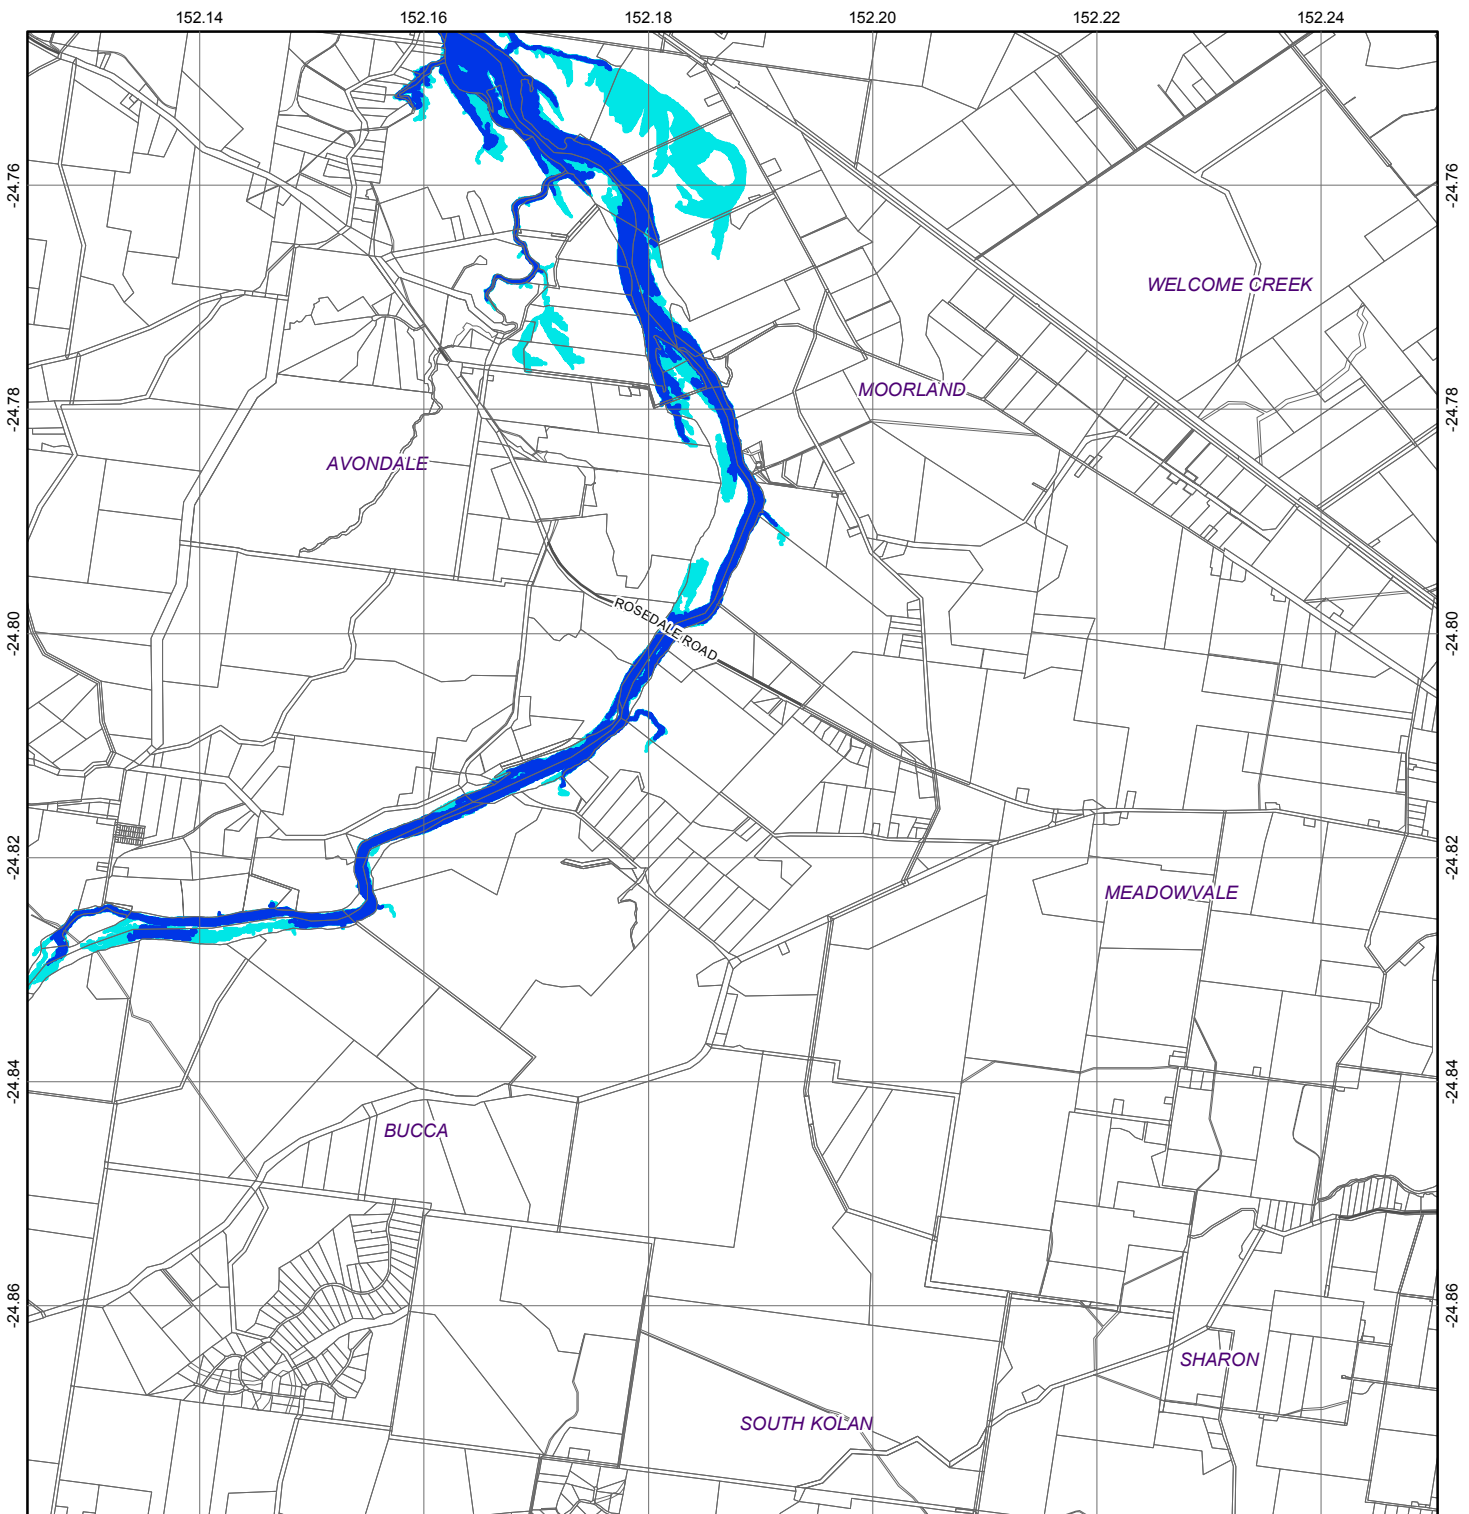 152.14 152.16 152.18 152.20 152.22 152.24
-24.76 -24.76
WELCOME CREEK
MOORLAND
-24.78 -24.78
AVONDALE
ROSEDALE ROAD
-24.80 -24.80
-24.82 -24.82
MEADOWVALE
-24.84 -24.84
BUCCA
-24.86 -24.86
SHARON
SOUTH KOLAN